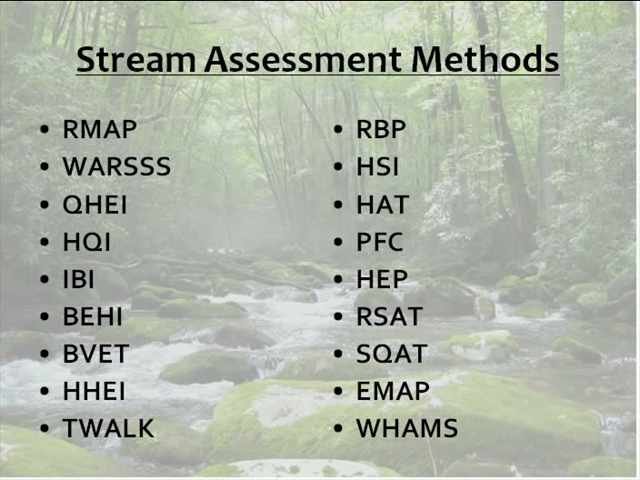 Stream Assessment Methods
• RMAP
• WARSSS
• QHEI
• HQI
• IBI
• BEHI
• BVET
• HHEI
• TWALK
• RBP
• HSI
• HAT
• PFC
• HEP
• RSAT
• SQAT
• EMAP
• WHAMS